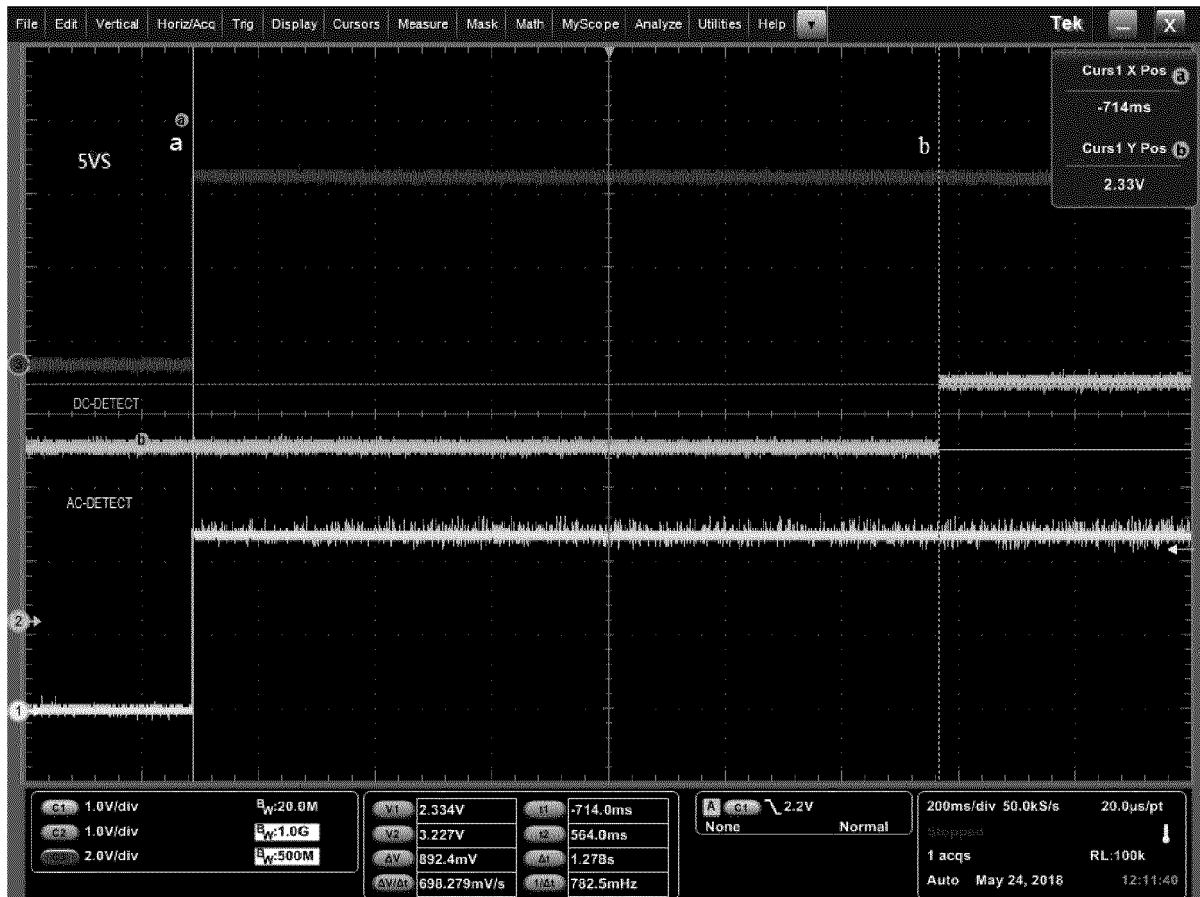 File Edit Vertical Horiz/Acq Trig Display Cursors Measure Mask Math MyScope Analyze Utilities Help Tek X
Curs1 X Pos a
-714ms
Curs1 Y Pos b
2.33V
a
a
b
5VS
DC-DETECT
b
AC-DETECT
2
1
C1 1.0V/div BW:20.0M
C2 1.0V/div BW:1.0G
2.0V/div BW:500M
V1 2.334V
V2 3.227V
ΔV 892.4mV
ΔV/Δt 698.279mV/s
t1 -714.0ms
t2 564.0ms
Δt 1.278s
1/Δt 782.5mHz
A C1 2.2V
None Normal
200ms/div 50.0kS/s 20.0µs/pt
Stopped
1 acqs RL:100k
Auto May 24, 2018 12:11:40